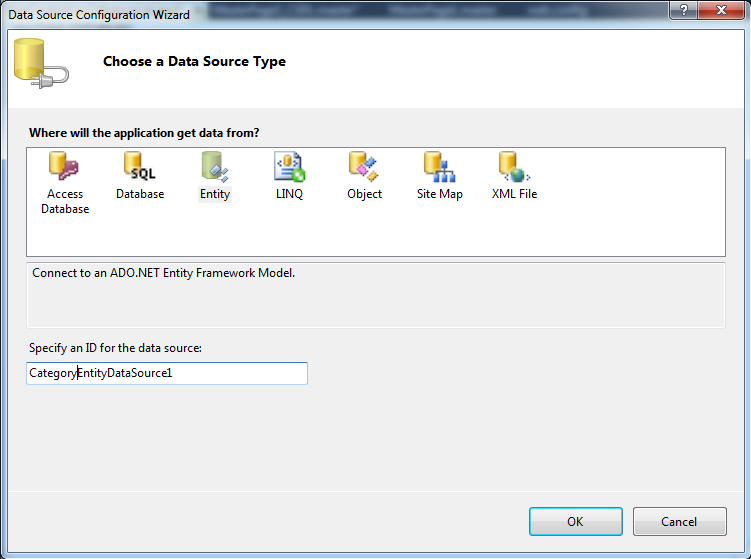 Data Source Configuration Wizard
?
Choose a Data Source Type
Where will the application get data from?
SQL
Access Database
Database
Entity
LINQ
Object
Site Map
XML File
Connect to an ADO.NET Entity Framework Model.
Specify an ID for the data source:
CategoryEntityDataSource1
OK
Cancel